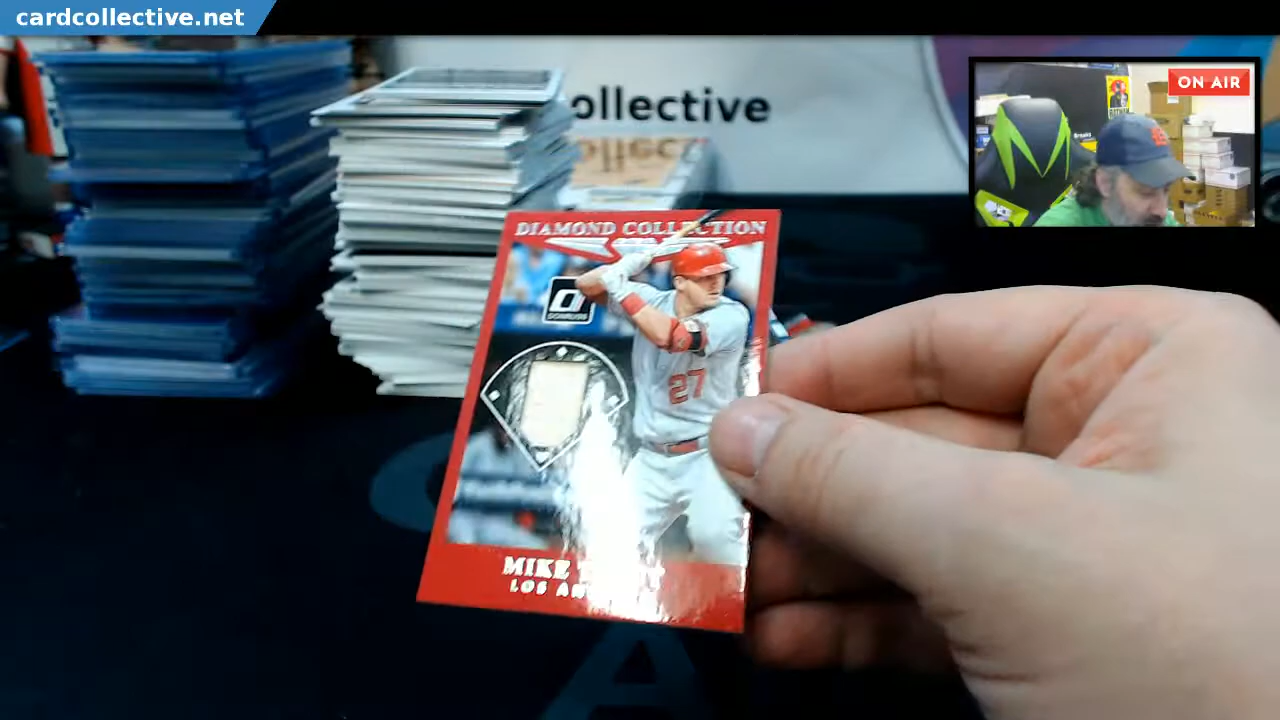 cardcollective.net
ollective
ON AIR
DIAMOND COLLECTION
DONRUSS
27
MIKE
LOS AN